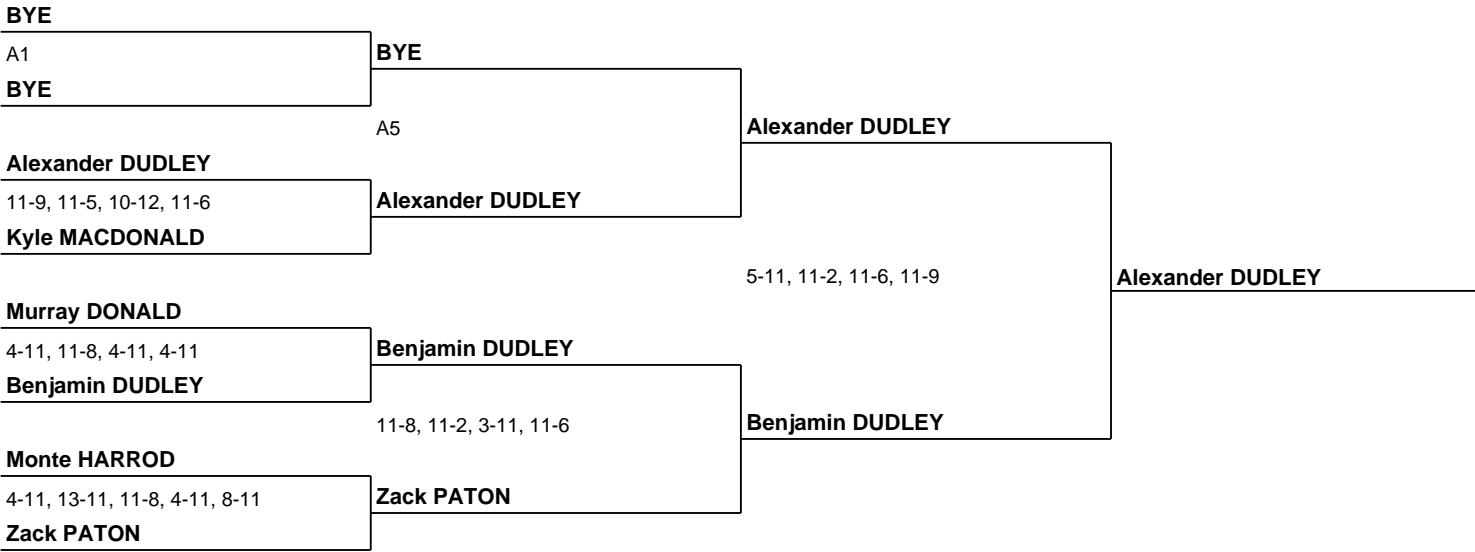 BYE
A1
BYE
BYE
A5
Alexander DUDLEY
Alexander DUDLEY
11-9, 11-5, 10-12, 11-6
Alexander DUDLEY
Kyle MACDONALD
5-11, 11-2, 11-6, 11-9
Alexander DUDLEY
Murray DONALD
4-11, 11-8, 4-11, 4-11
Benjamin DUDLEY
Benjamin DUDLEY
11-8, 11-2, 3-11, 11-6
Benjamin DUDLEY
Monte HARROD
4-11, 13-11, 11-8, 4-11, 8-11
Zack PATON
Zack PATON